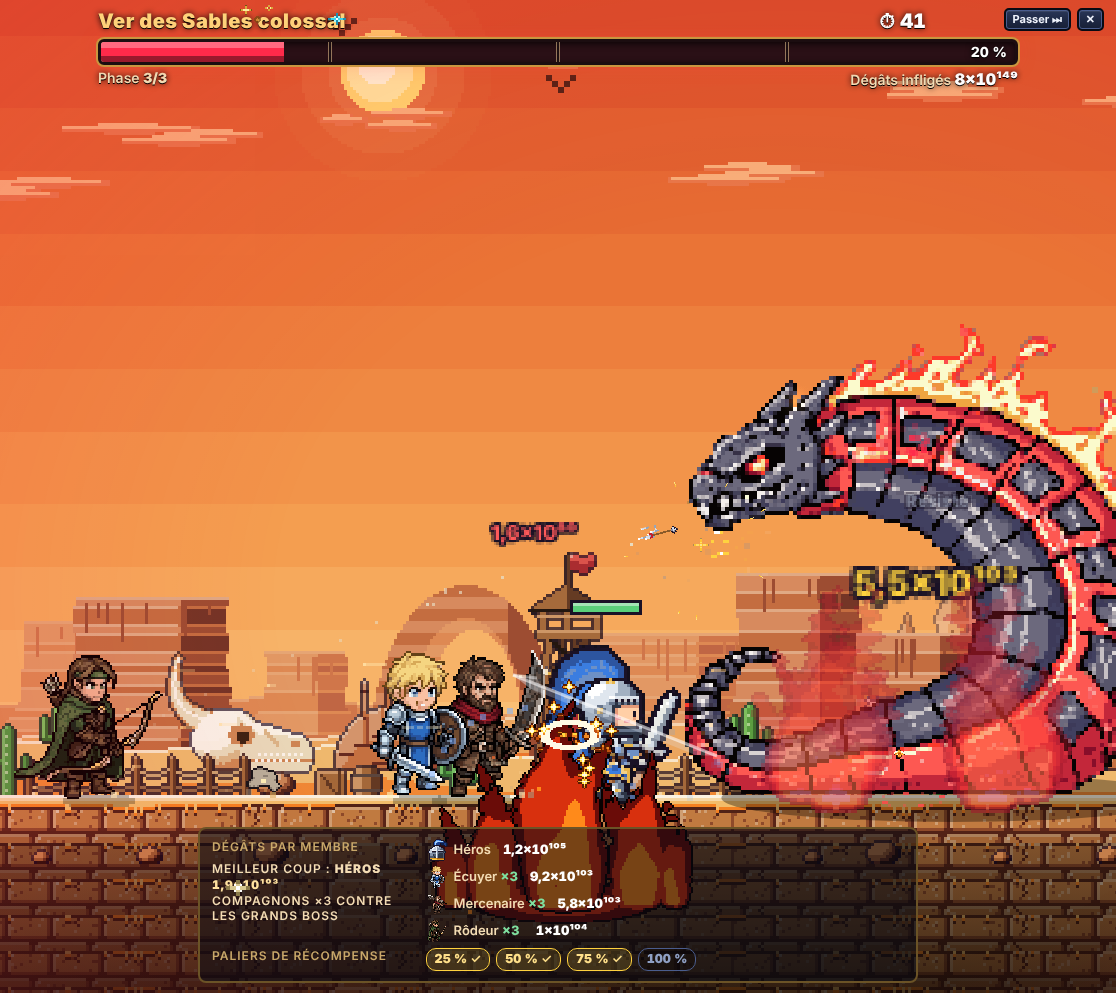 Ver des Sables colossal
41
Passer
20 %
Phase 3/3
Dégâts infligés 8×10¹⁴⁹
5,5×10¹⁰³
DÉGÂTS PAR MEMBRE
MEILLEUR COUP : HÉROS
COMPAGNONS ×3 CONTRE
LES GRANDS BOSS
Héros 1,2×10¹⁰⁵
Écuyer ×3 9,2×10¹⁰³
Mercenaire ×3 5,8×10¹⁰³
Rôdeur ×3 1×10¹⁰⁴
PALIERS DE RÉCOMPENSE
25 % ✓ 50 % ✓ 75 % ✓ 100 %